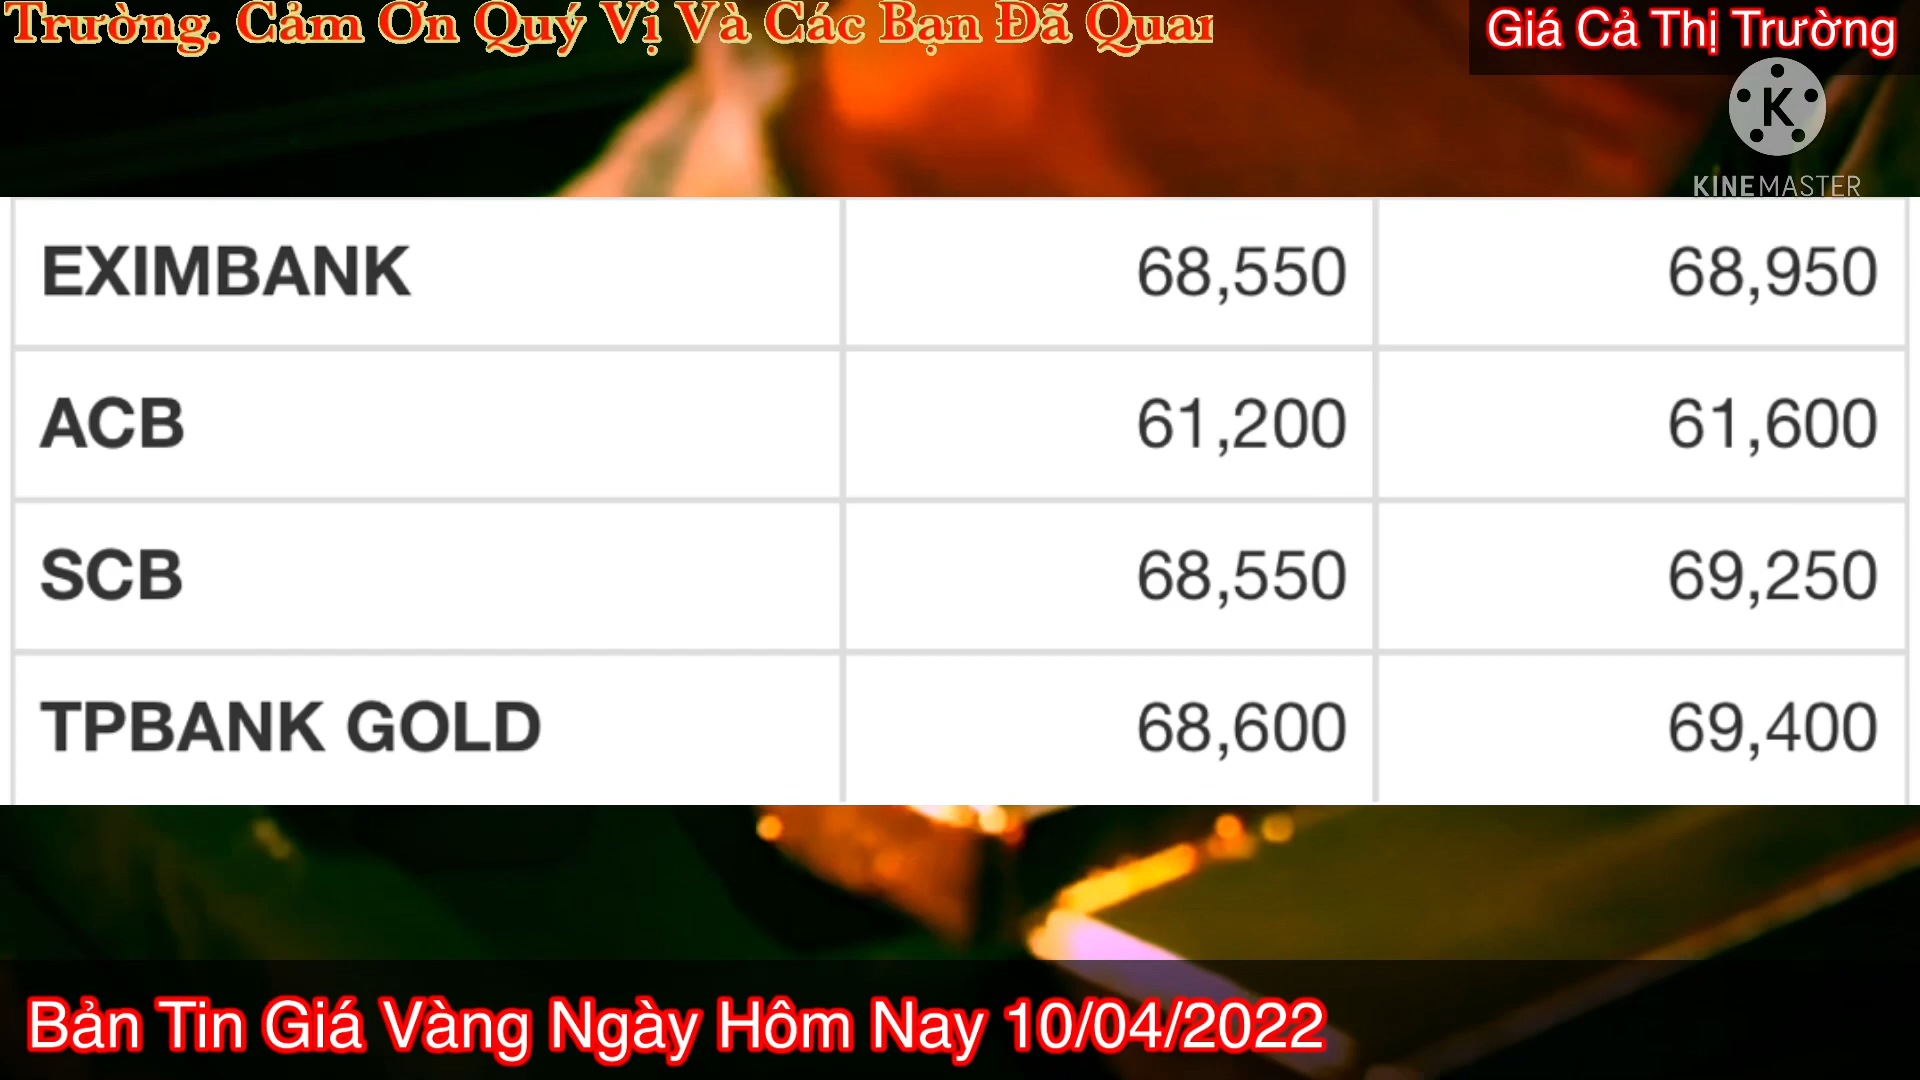 Trường. Cảm Ơn Quý Vị Và Các Bạn Đã
Giá Cả Thị Trường
K
KINEMASTER
EXIMBANK 68,550 68,950
ACB 61,200 61,600
SCB 68,550 69,250
TPBANK GOLD 68,600 69,400
Bản Tin Giá Vàng Ngày Hôm Nay 10/04/2022